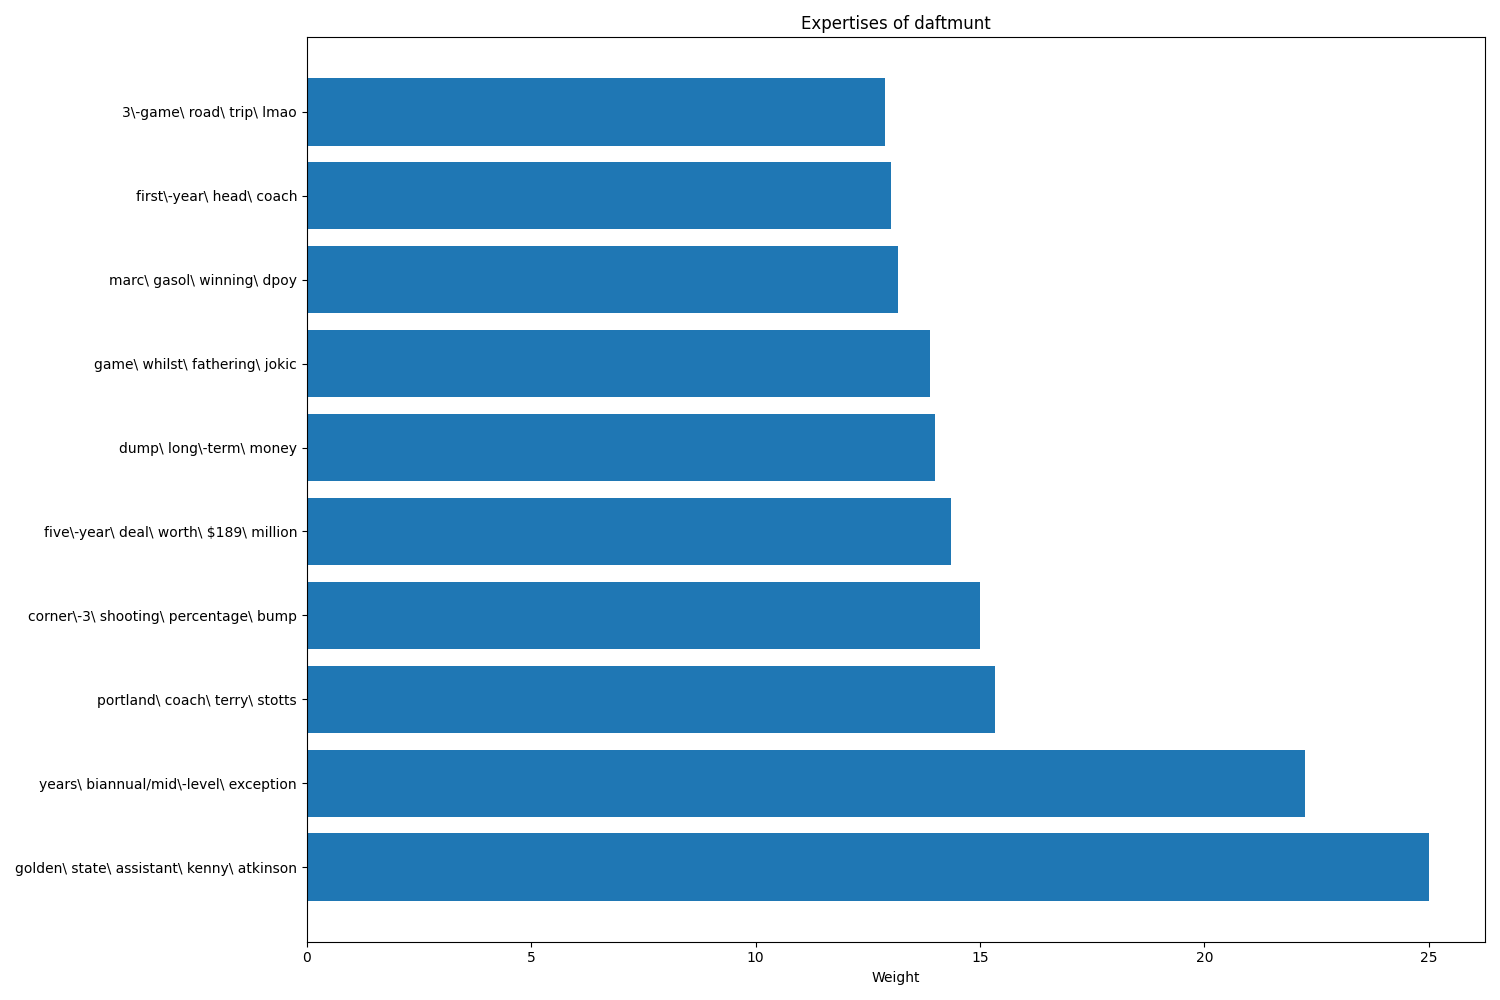 Expertises of daftmunt
3\-game\ road\ trip\ lmao
first\-year\ head\ coach
marc\ gasol\ winning\ dpoy
game\ whilst\ fathering\ jokic
dump\ long\-term\ money
five\-year\ deal\ worth\ $189\ million
corner\-3\ shooting\ percentage\ bump
portland\ coach\ terry\ stotts
years\ biannual/mid\-level\ exception
golden\ state\ assistant\ kenny\ atkinson
0 5 10 15 20 25
Weight